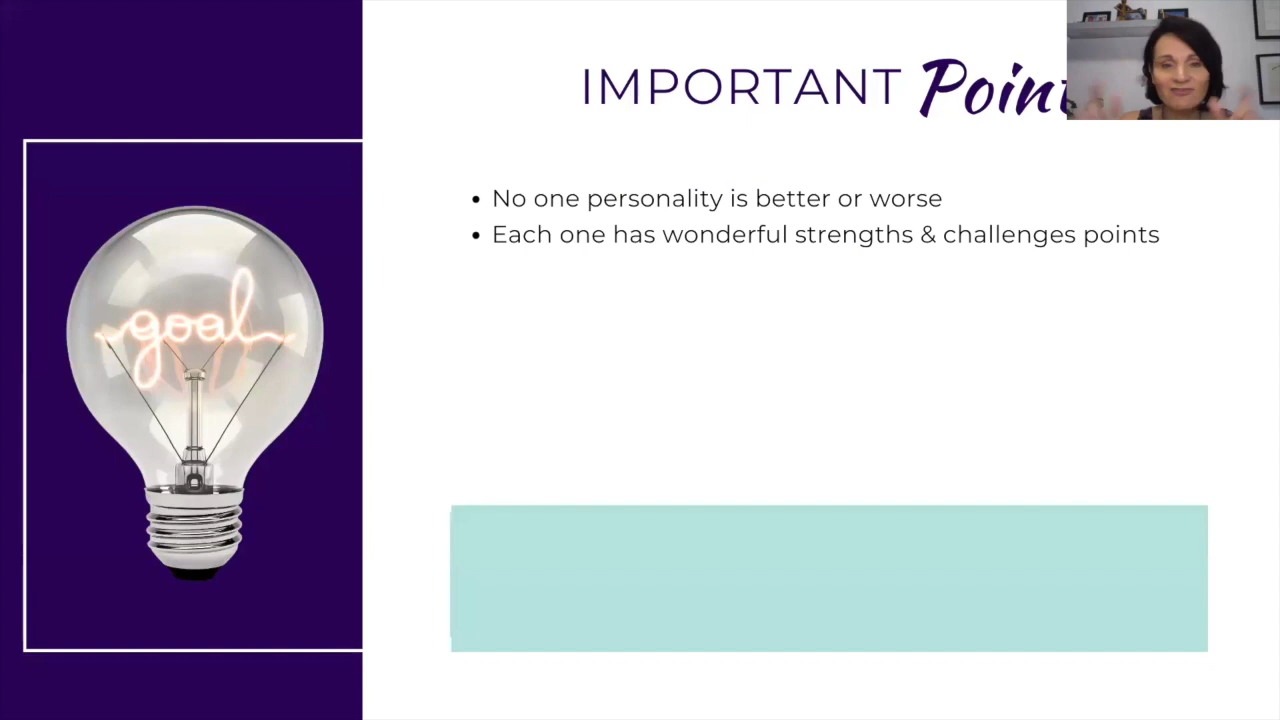 IMPORTANT Point
No one personality is better or worse
Each one has wonderful strengths & challenges points
goal